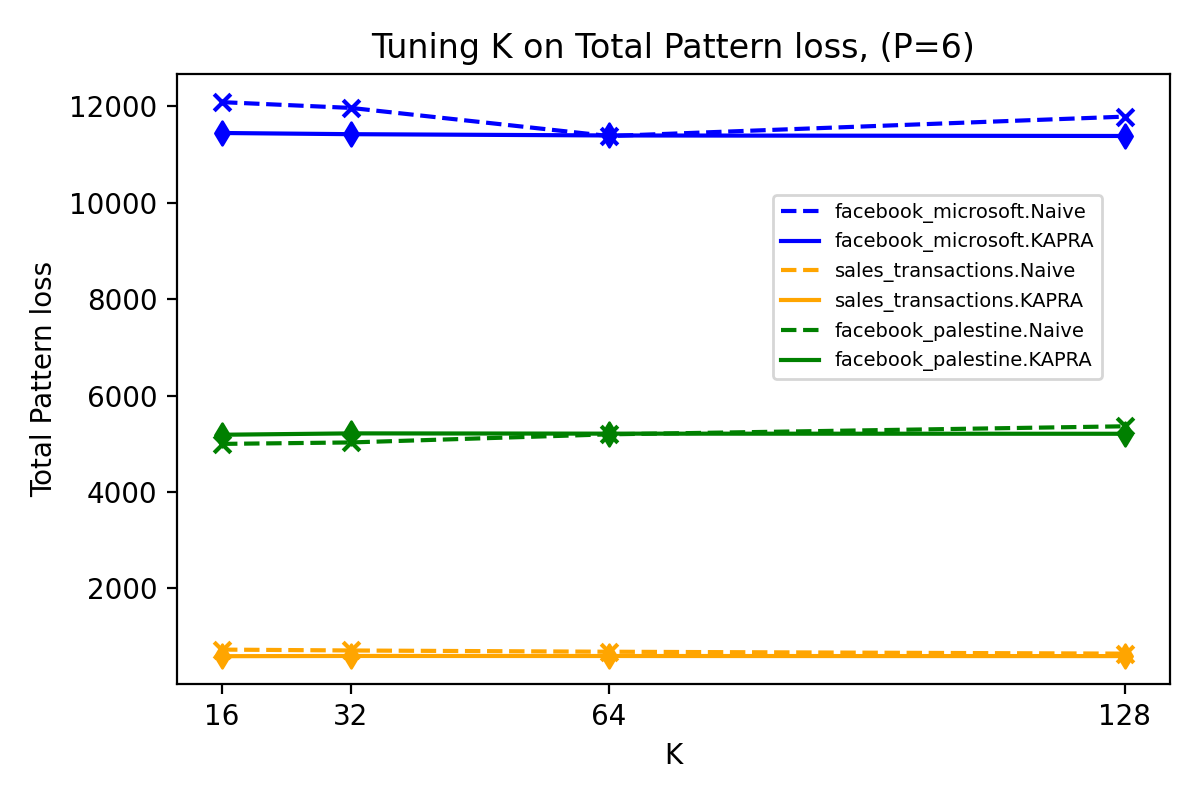 Tuning K on Total Pattern loss, (P=6)
12000
10000
8000
6000
4000
2000
Total Pattern loss
facebook_microsoft.Naive
facebook_microsoft.KAPRA
sales_transactions.Naive
sales_transactions.KAPRA
facebook_palestine.Naive
facebook_palestine.KAPRA
16 32 64 128
K